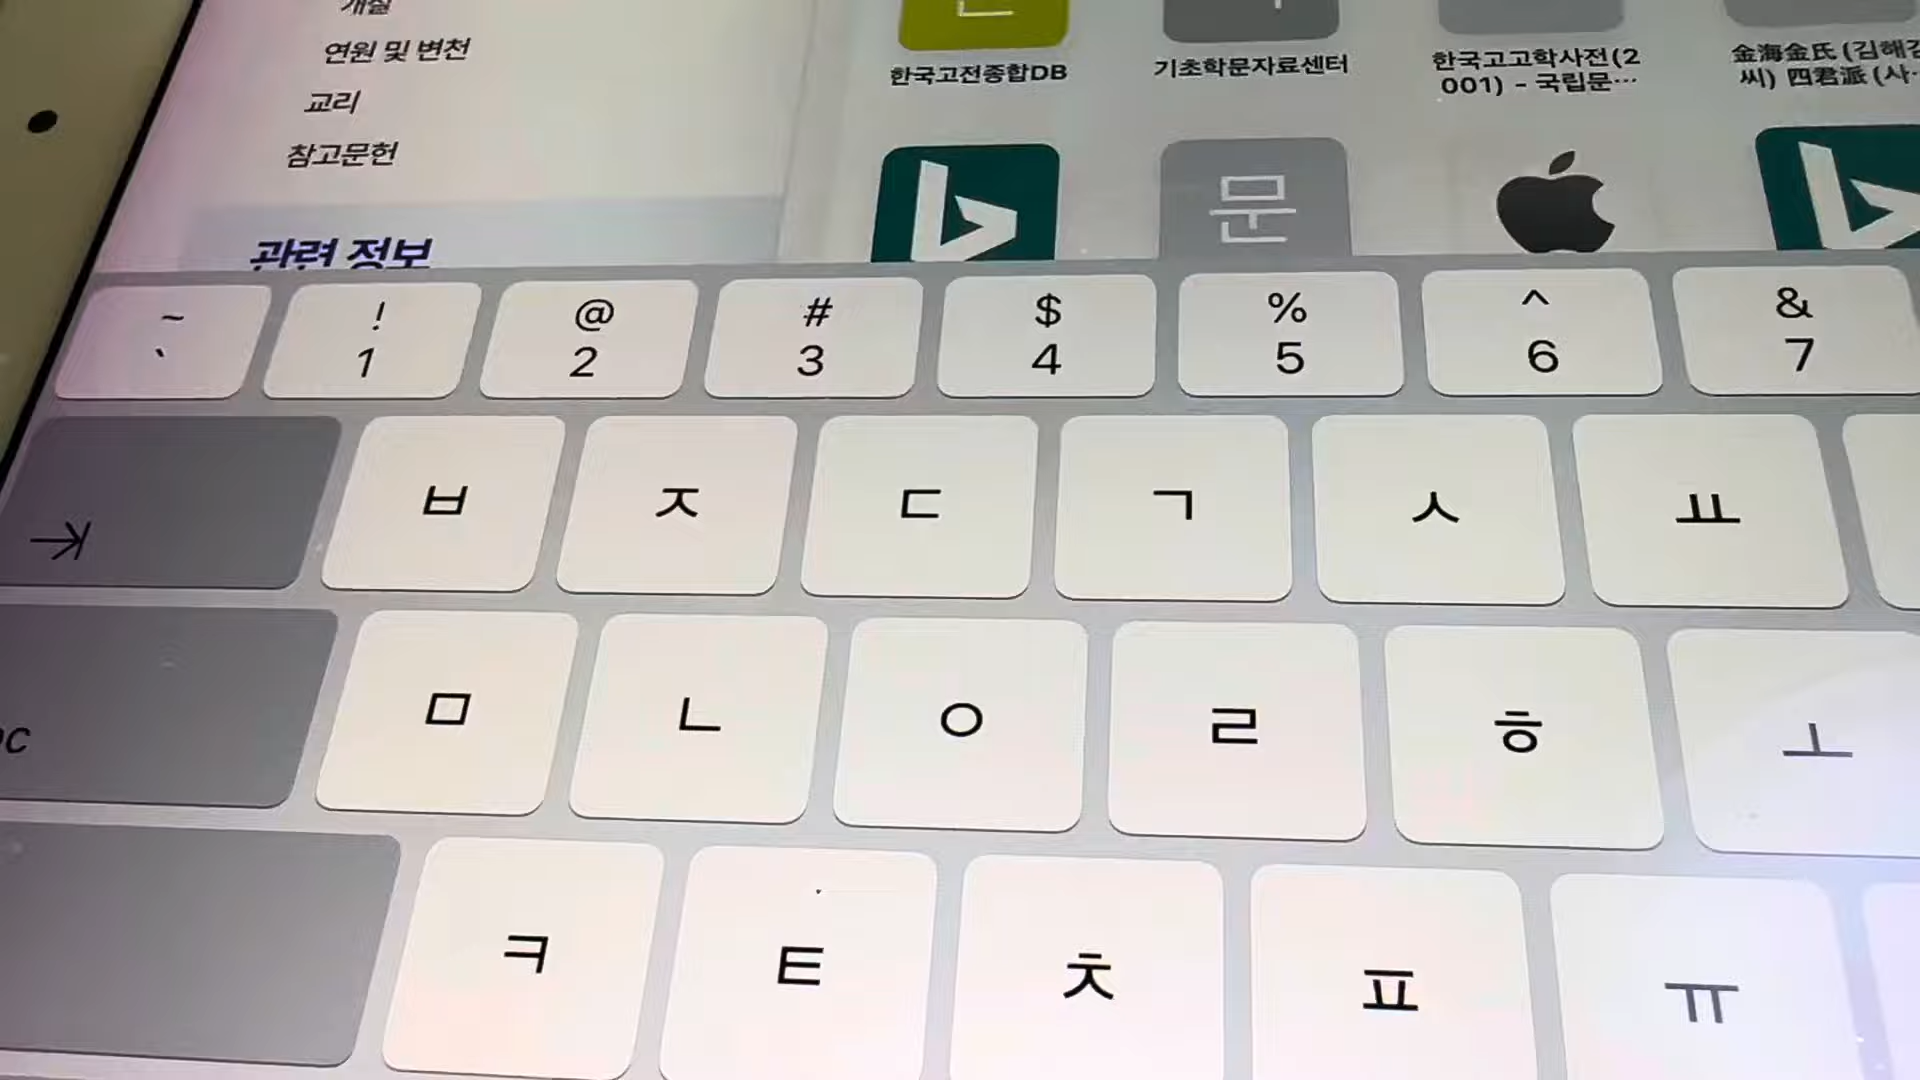 개설
연원 및 변천
교리
참고문헌
관련 정보
한국고전종합DB
기초학문자료센터
한국고고학사전(2
001) - 국립문…
金海金氏 (김해김
씨) 四君派 (사…
문
~ ! @ # $ % ^ &
` 1 2 3 4 5 6 7
ㅂ ㅈ ㄷ ㄱ ㅅ ㅛ
ㅁ ㄴ ㅇ ㄹ ㅎ ㅗ
ㅋ ㅌ ㅊ ㅍ ㅠ